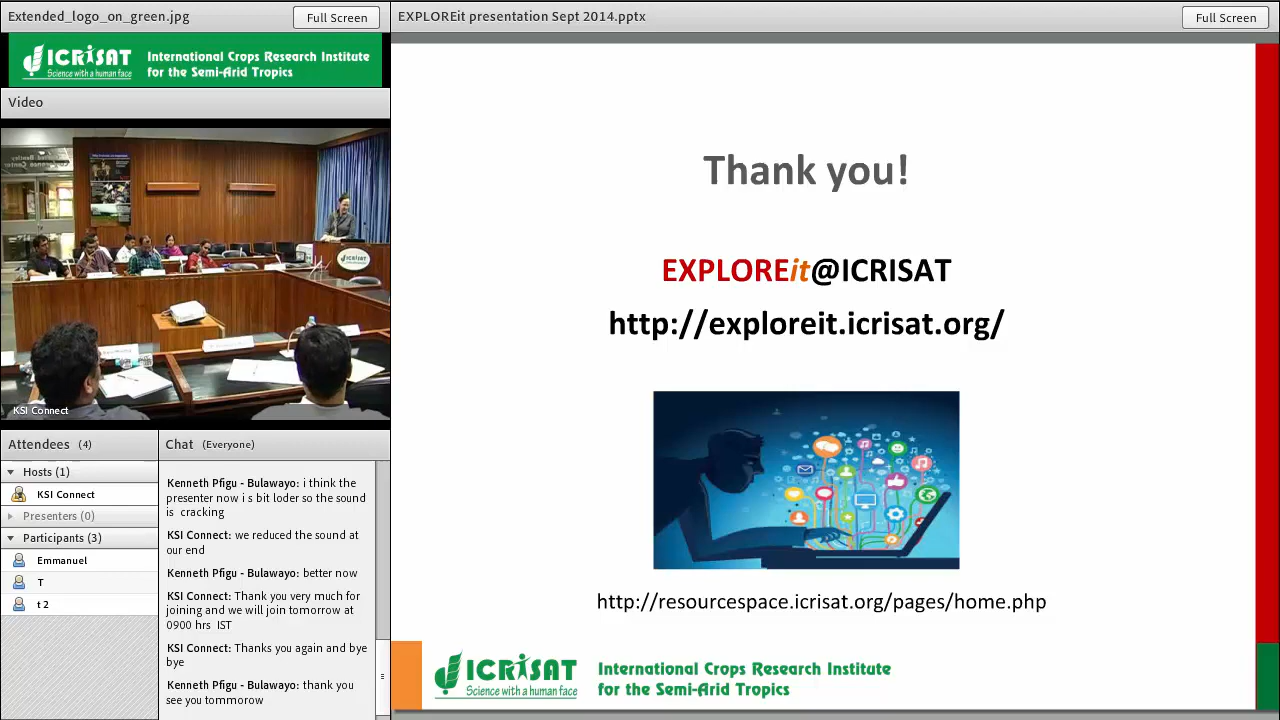 Extended_logo_on_green.jpg
Full Screen
EXPLOREit presentation Sept 2014.pptx
Full Screen
ICRISAT
Science with a human face
International Crops Research Institute
for the Semi-Arid Tropics
Video
ICRISAT
KSI Connect
Attendees (4)
Hosts (1)
KSI Connect
Presenters (0)
Participants (3)
Emmanuel
T
t 2
Chat (Everyone)
Kenneth Pfigu - Bulawayo: i think the
presenter now i s bit loder so the sound
is cracking
KSI Connect: we reduced the sound at
our end
Kenneth Pfigu - Bulawayo: better now
KSI Connect: Thank you very much for
joining and we will join tomorrow at
0900 hrs IST
KSI Connect: Thanks you again and bye
bye
Kenneth Pfigu - Bulawayo: thank you
see you tommorow
Thank you!
EXPLOREit@ICRISAT
http://exploreit.icrisat.org/
http://resourcespace.icrisat.org/pages/home.php
ICRISAT
Science with a human face
International Crops Research Institute
for the Semi-Arid Tropics